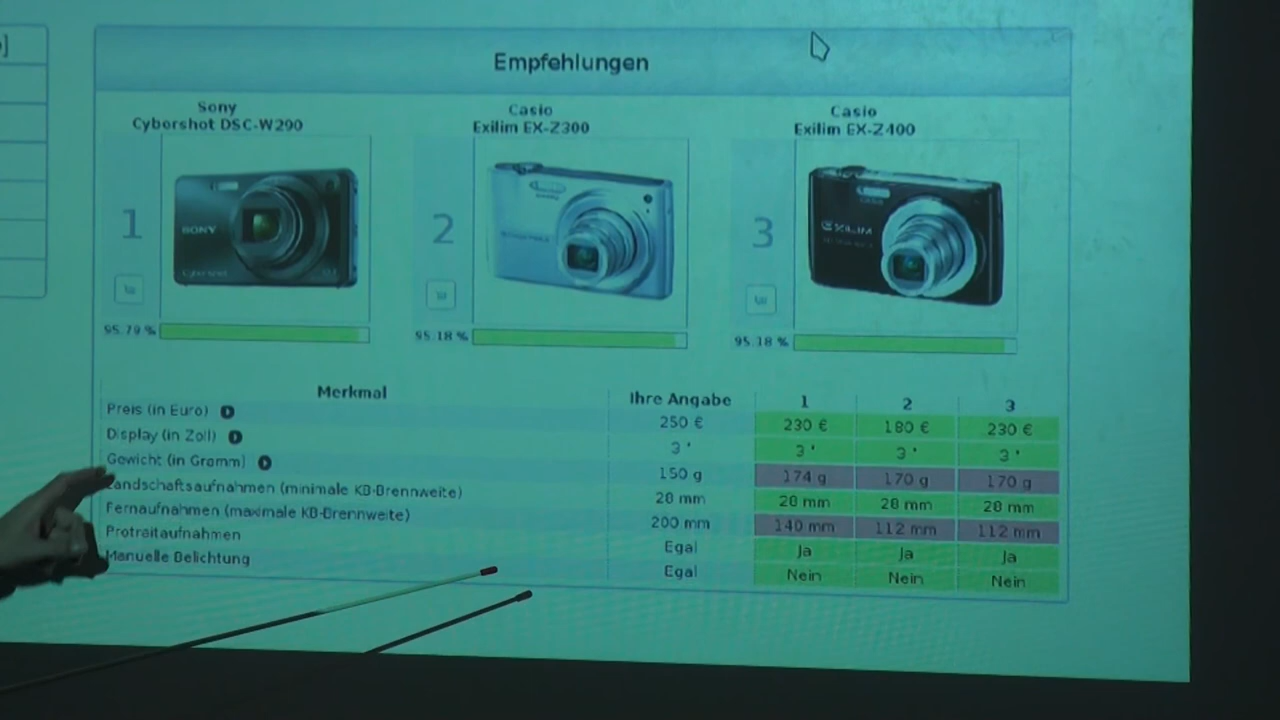 Empfehlungen
Sony
Cybershot DSC-W290
Casio
Exilim EX-Z300
Casio
Exilim EX-Z400
1
2
3
SONY
Cybershot
EXILIM
95.79 %
95.18 %
95.18 %
Merkmal Ihre Angabe 1 2 3
Preis (in Euro) 250 € 230 € 180 € 230 €
Display (in Zoll) 3 ' 3 ' 3 ' 3 '
Gewicht (in Gramm) 150 g 174 g 170 g 170 g
Landschaftsaufnahmen (minimale KB-Brennweite) 28 mm 28 mm 28 mm 28 mm
Fernaufnahmen (maximale KB-Brennweite) 200 mm 140 mm 112 mm 112 mm
Protraitaufnahmen Egal Ja Ja Ja
Manuelle Belichtung Egal Nein Nein Nein